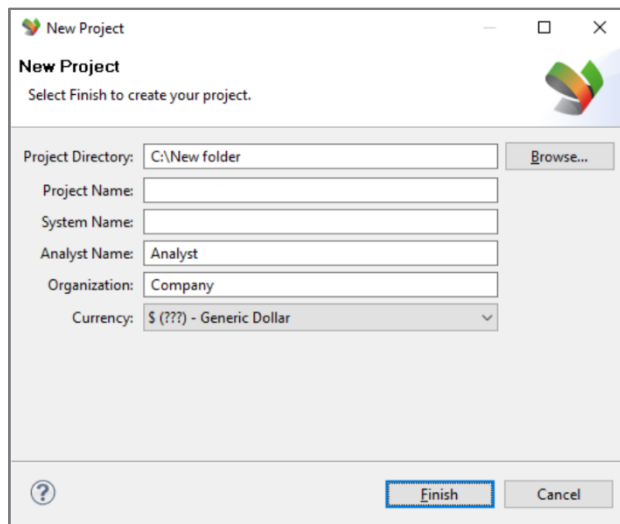 New Project
New Project
Select Finish to create your project.
Project Directory: C:\New folder Browse...
Project Name:
System Name:
Analyst Name: Analyst
Organization: Company
Currency: $ (???) - Generic Dollar
? Finish Cancel